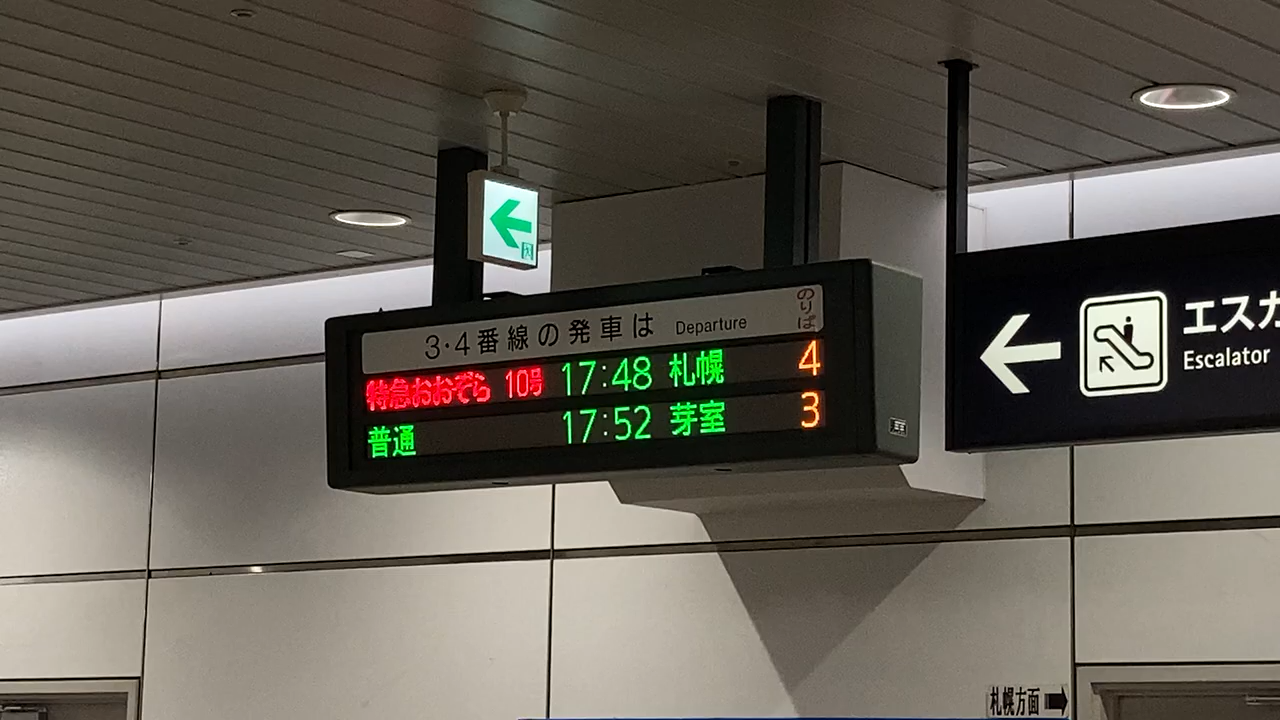 3・4番線の発車は Departure のりば
特急おおぞら 10号 17:48 札幌 4
普通 17:52 芽室 3
エスカ
Escalator
札幌方面